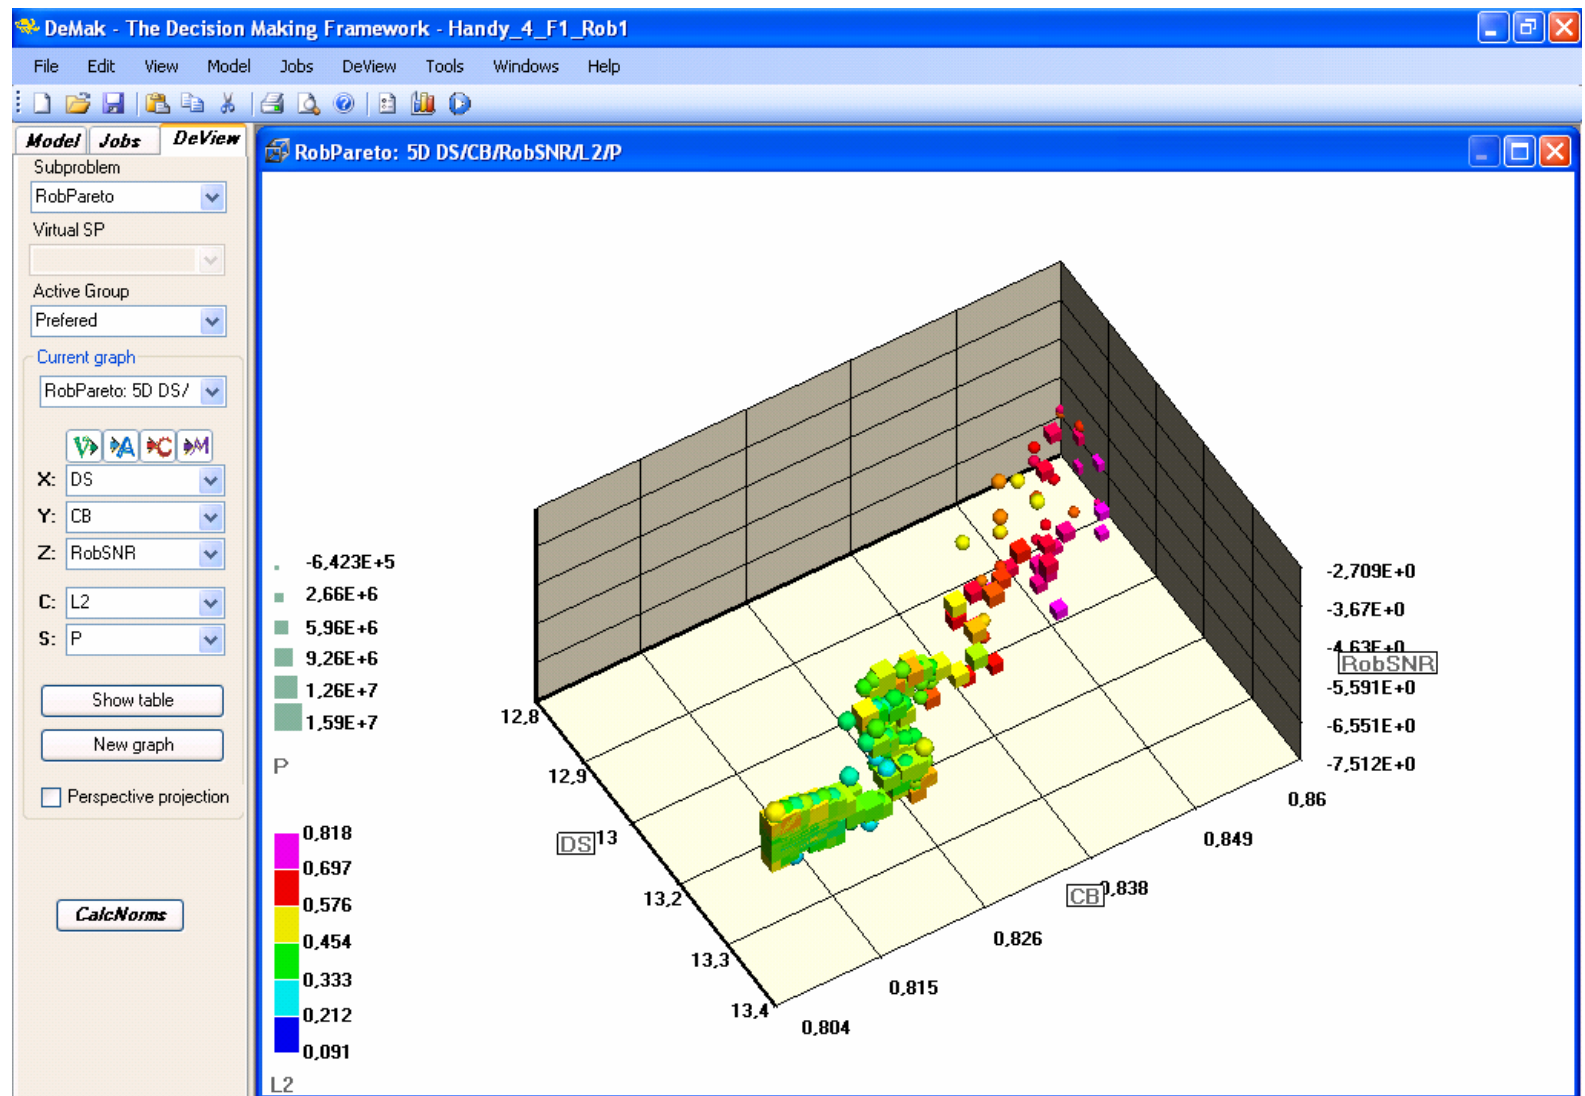 DeMak - The Decision Making Framework - Handy_4_F1_Rob1
File Edit View Model Jobs DeView Tools Windows Help
Model Jobs DeView
Subproblem
RobPareto
Virtual SP
Active Group
Prefered
Current graph
RobPareto: 5D DS/
V A C M
X: DS
Y: CB
Z: RobSNR
C: L2
S: P
Show table
New graph
Perspective projection
CalcNorms
RobPareto: 5D DS/CB/RobSNR/L2/P
-6,423E+5
2,66E+6
5,96E+6
9,26E+6
1,26E+7
1,59E+7
P
0,818
0,697
0,576
0,454
0,333
0,212
0,091
L2
12,8
12,9
DS 13
13,2
13,3
13,4
0,804
0,815
0,826
CB 0,838
0,849
0,86
-2,709E+0
-3,67E+0
-4,63E+0
RobSNR
-5,591E+0
-6,551E+0
-7,512E+0